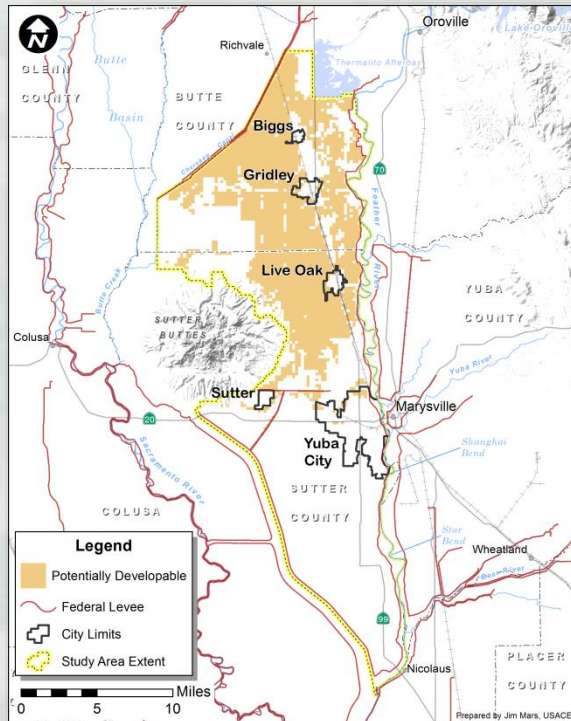 N
Oroville
Lake Oroville
Richvale
Thermalito Afterbay
GLENN
COUNTY
Butte
Basin
BUTTE
COUNTY
Cherokee Canal
Biggs
70
Gridley
Feather
River
Live Oak
YUBA
COUNTY
Butte Creek
SUTTER
BUTTES
Colusa
Yuba River
Sutter
Marysville
20
Yuba
City
Shanghai
Bend
Sacramento
River
SUTTER
COUNTY
COLUSA
Star
Bend
Wheatland
Bear River
99
Nicolaus
PLACER
COUNTY
Legend
Potentially Developable
Federal Levee
City Limits
Study Area Extent
Miles
0 5 10
Prepared by Jim Mars, USACE